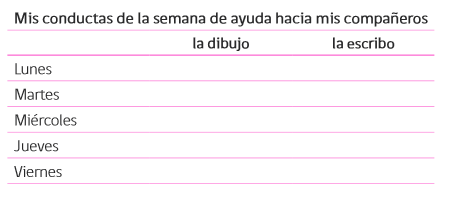 Mis conductas de la semana de ayuda hacia mis compañeros
la dibujo la escribo
Lunes
Martes
Miércoles
Jueves
Viernes